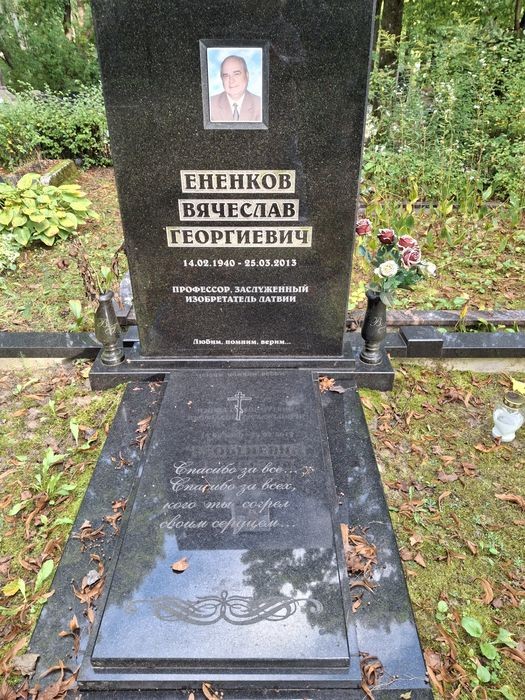 ЕНЕНКОВ
ВЯЧЕСЛАВ
ГЕОРГИЕВИЧ
14.02.1940 - 25.03.2013
ПРОФЕССОР, ЗАСЛУЖЕННЫЙ
ИЗОБРЕТАТЕЛЬ ЛАТВИИ
Любим, помним, верим...
Спасибо за все...
Спасибо за всех,
кого ты согрел
своим сердцем...